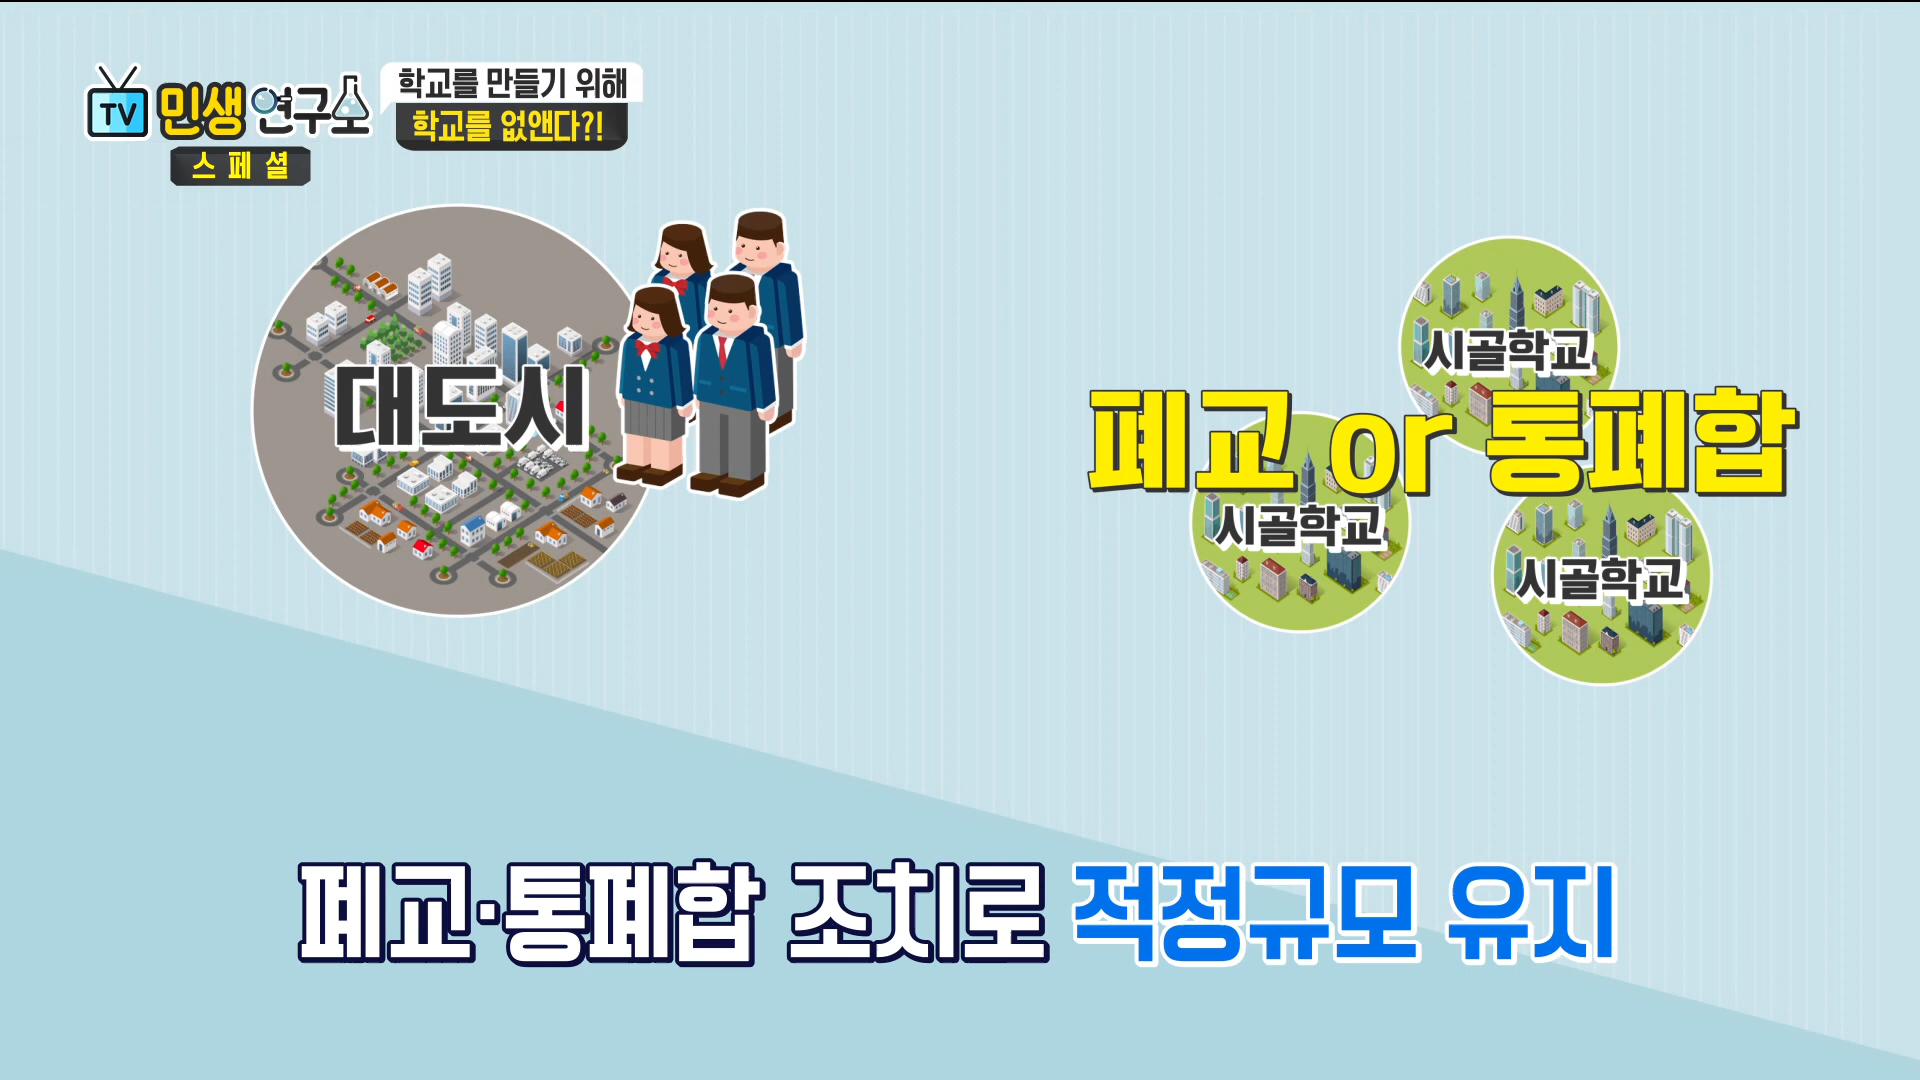 TV 민생연구소
스페셜
학교를 만들기 위해
학교를 없앤다?!
대도시
시골학교
폐교 or 통폐합
시골학교
시골학교
폐교·통폐합 조치로 적정규모 유지